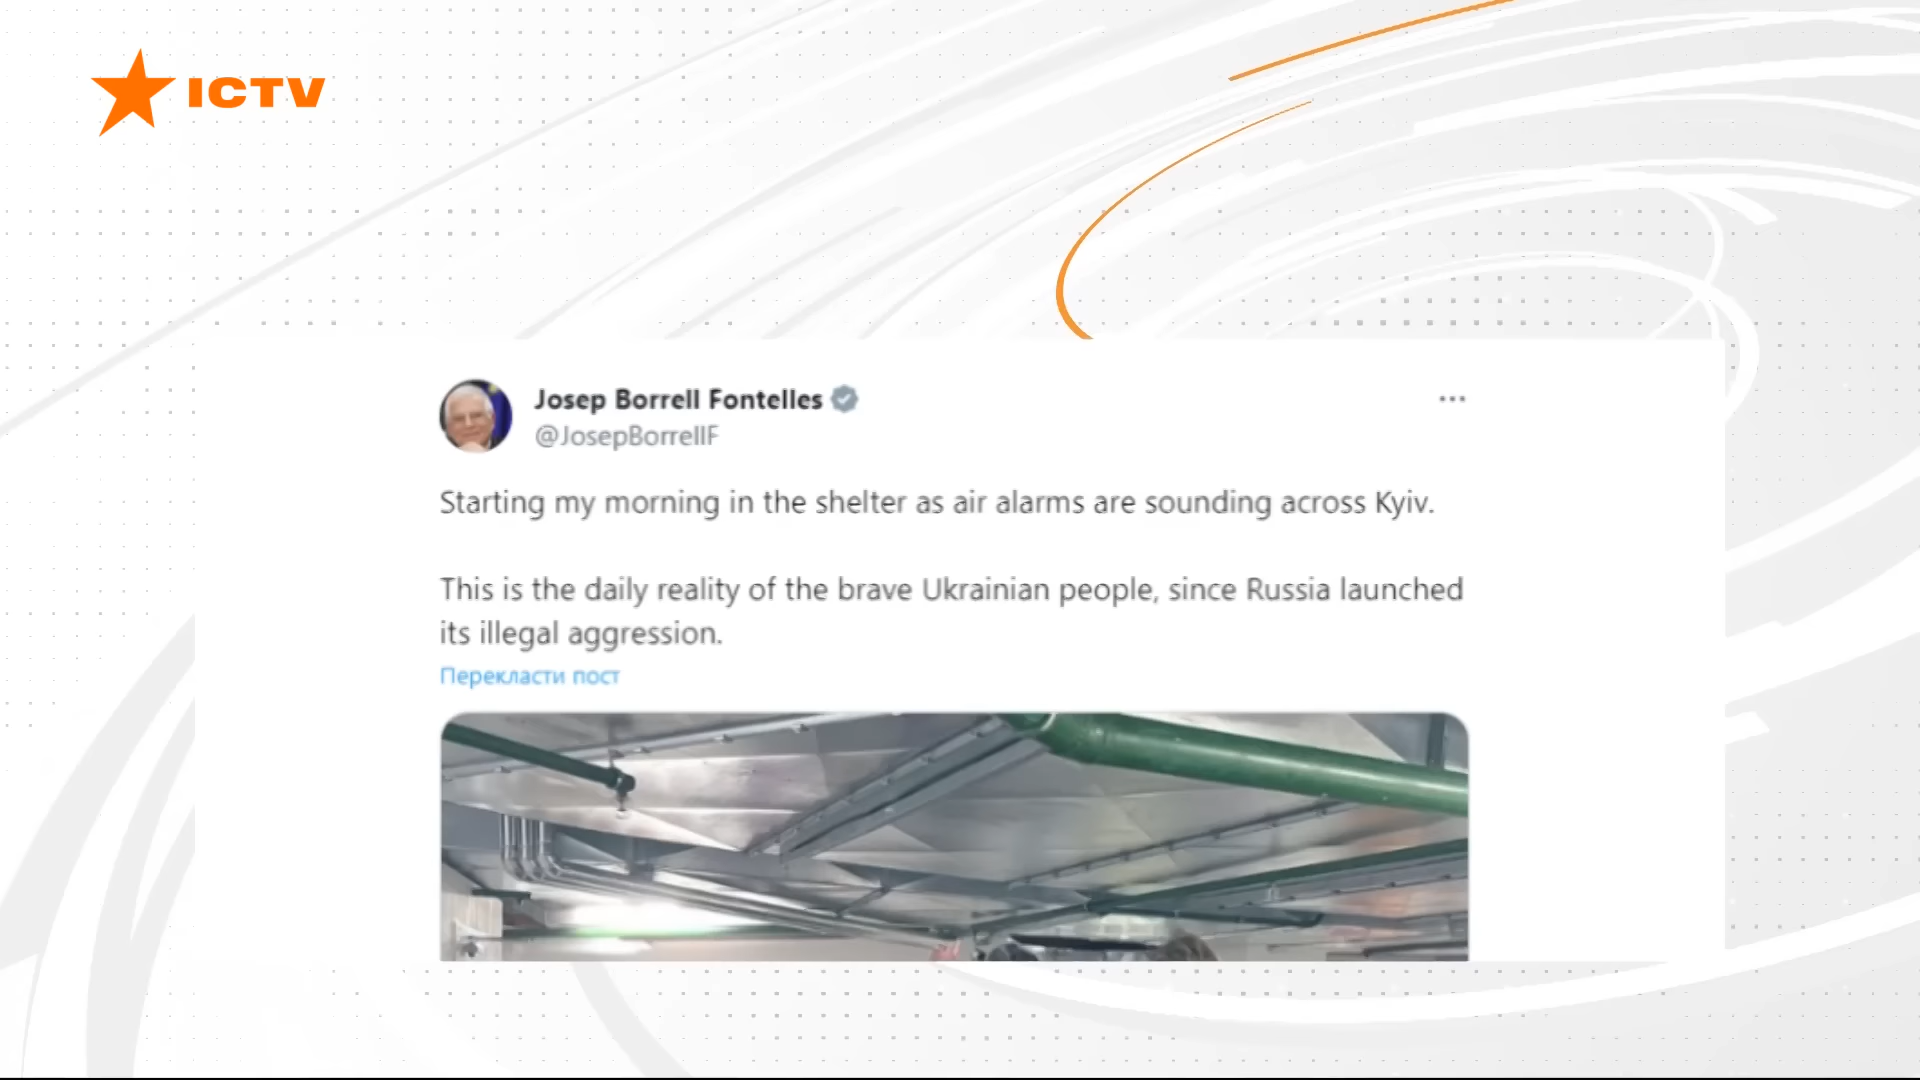 ICTV
Josep Borrell Fontelles
@JosepBorrellF
Starting my morning in the shelter as air alarms are sounding across Kyiv.
This is the daily reality of the brave Ukrainian people, since Russia launched
its illegal aggression.
Перекласти пост